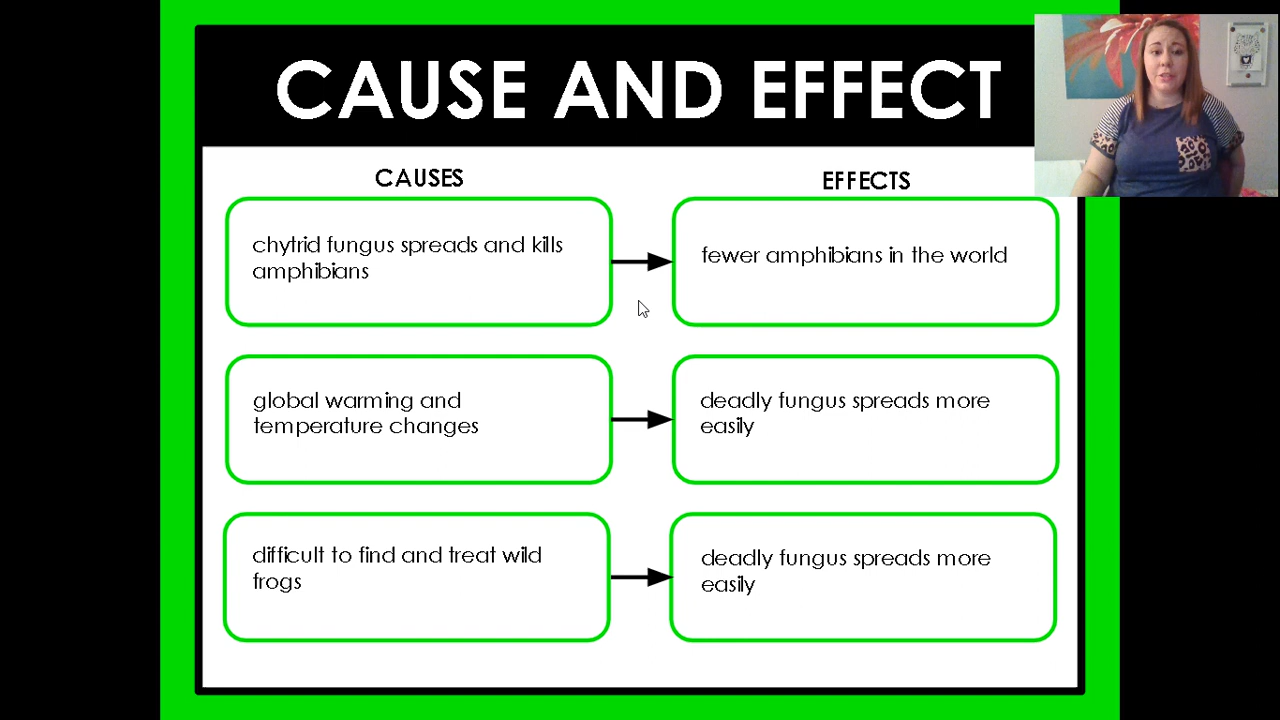 CAUSE AND EFFECT
CAUSES
EFFECTS
chytrid fungus spreads and kills
amphibians
fewer amphibians in the world
global warming and
temperature changes
deadly fungus spreads more
easily
difficult to find and treat wild
frogs
deadly fungus spreads more
easily